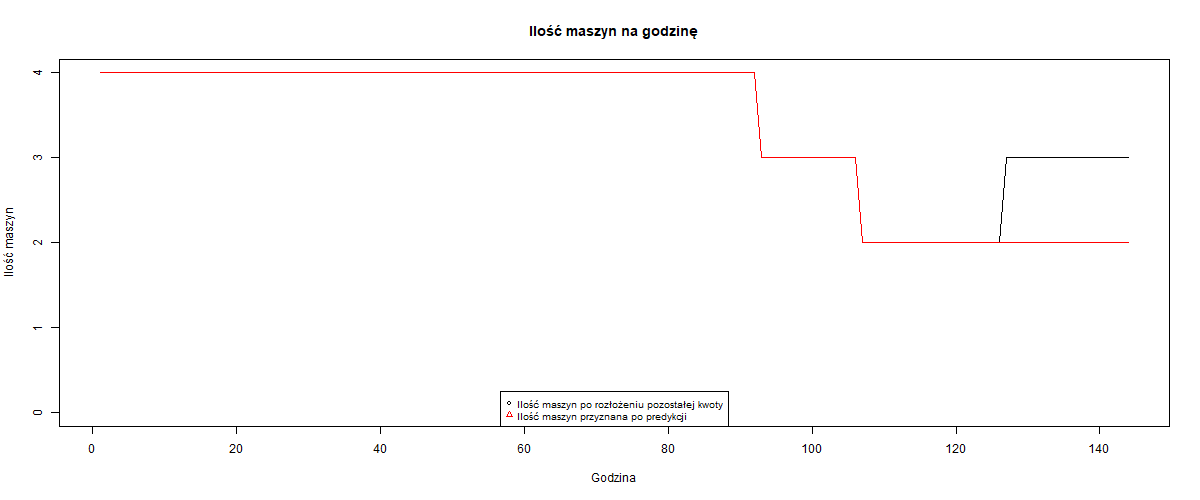 Ilość maszyn na godzinę
Ilość maszyn
4
3
2
1
0
Ilość maszyn po rozłożeniu pozostałej kwoty
Ilość maszyn przyznana po predykcji
0 20 40 60 80 100 120 140
Godzina